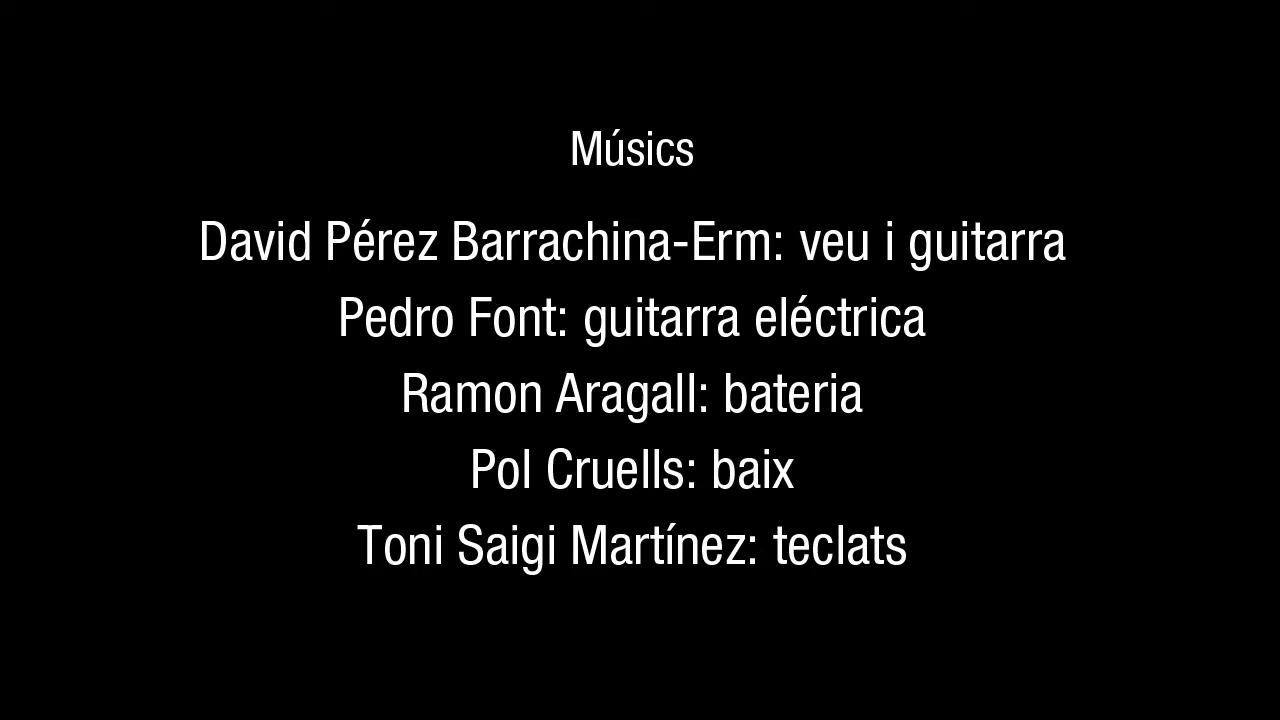 Músics
David Pérez Barrachina-Erm: veu i guitarra
Pedro Font: guitarra eléctrica
Ramon Aragall: bateria
Pol Cruells: baix
Toni Saigi Martínez: teclats